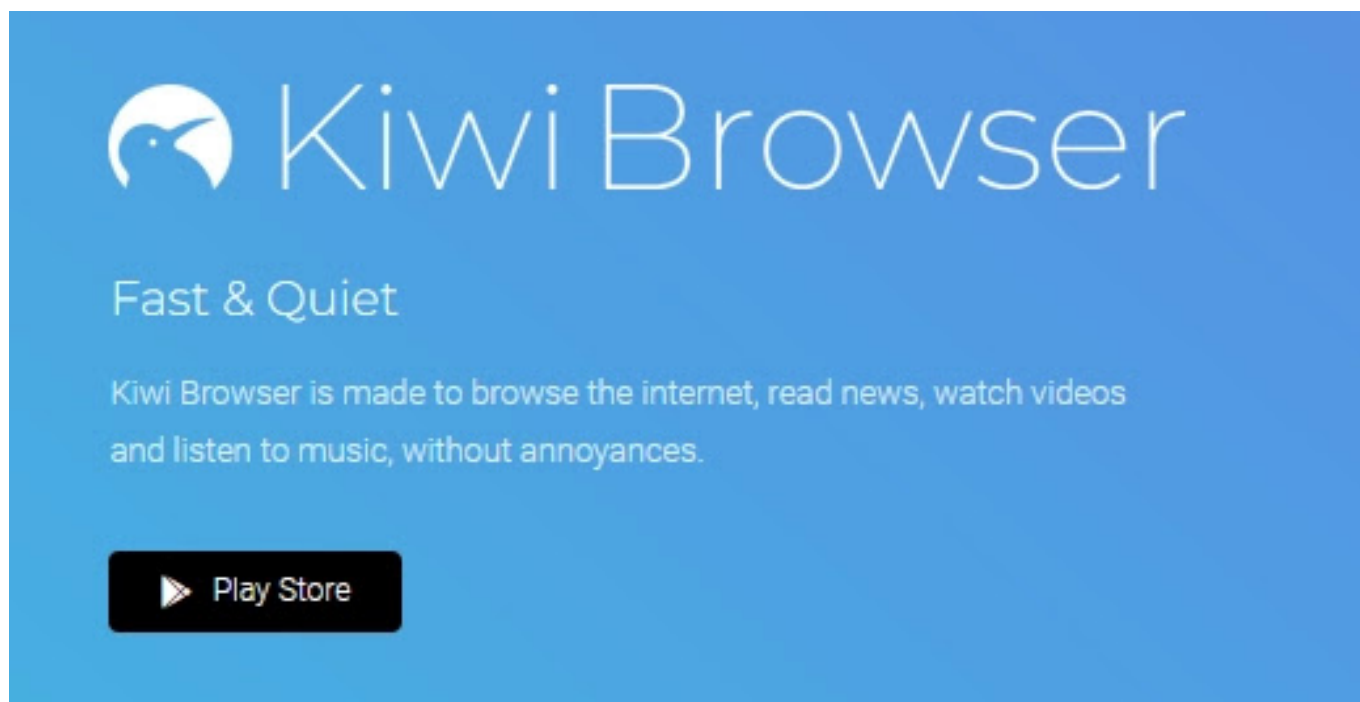 Kiwi Browser
Fast & Quiet
Kiwi Browser is made to browse the internet, read news, watch videos
and listen to music, without annoyances.
Play Store